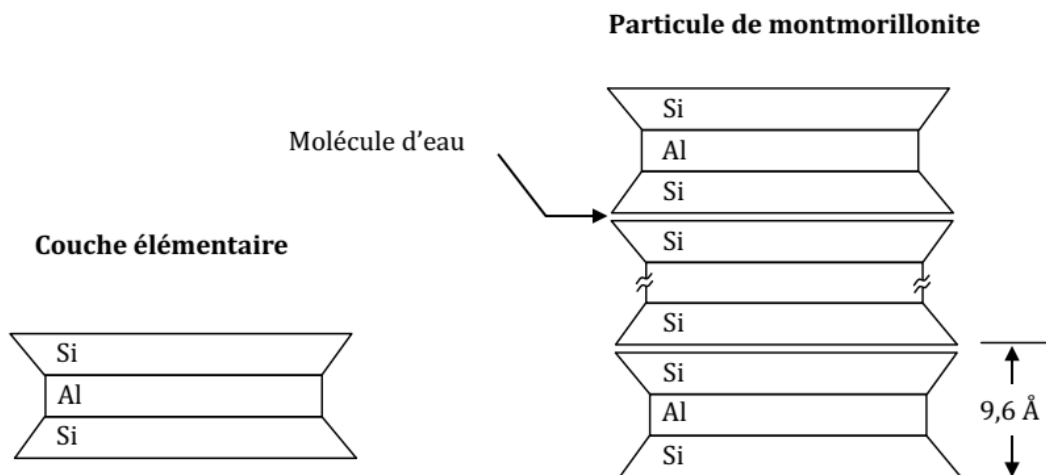 Particule de montmorillonite
Si
Al
Si
Molécule d'eau
Si
Si
Si
Al
Si
9,6 Å
Couche élémentaire
Si
Al
Si